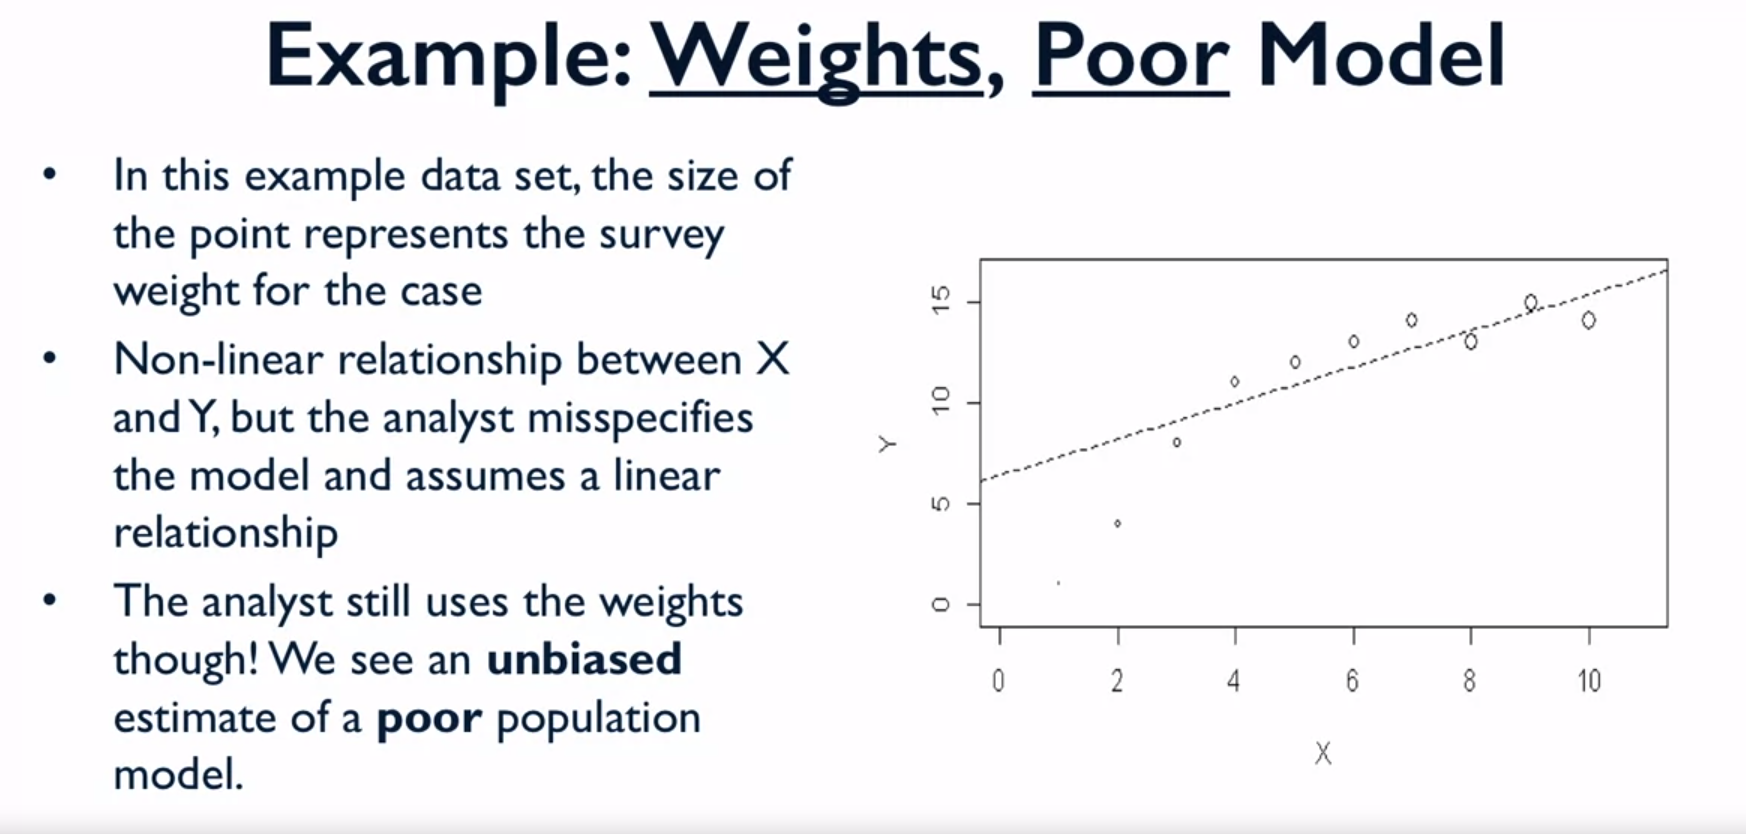 Example: Weights, Poor Model
• In this example data set, the size of
the point represents the survey
weight for the case
• Non-linear relationship between X
and Y, but the analyst misspecifies
the model and assumes a linear
relationship
• The analyst still uses the weights
though! We see an unbiased
estimate of a poor population
model.
15
10
5
0
Y
0 2 4 6 8 10
X